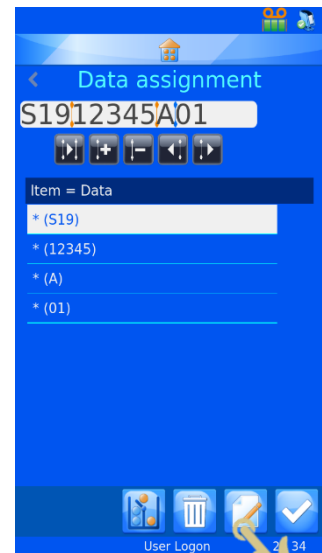 Data assignment
S1912345A01
Item = Data
* (S19)
* (12345)
* (A)
* (01)
User Logon